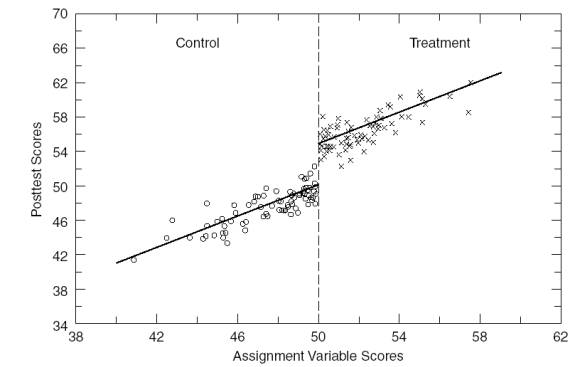 70
Control
Treatment
66
62
58
54
50
46
42
38
34
Posttest Scores
38 42 46 50 54 58 62
Assignment Variable Scores